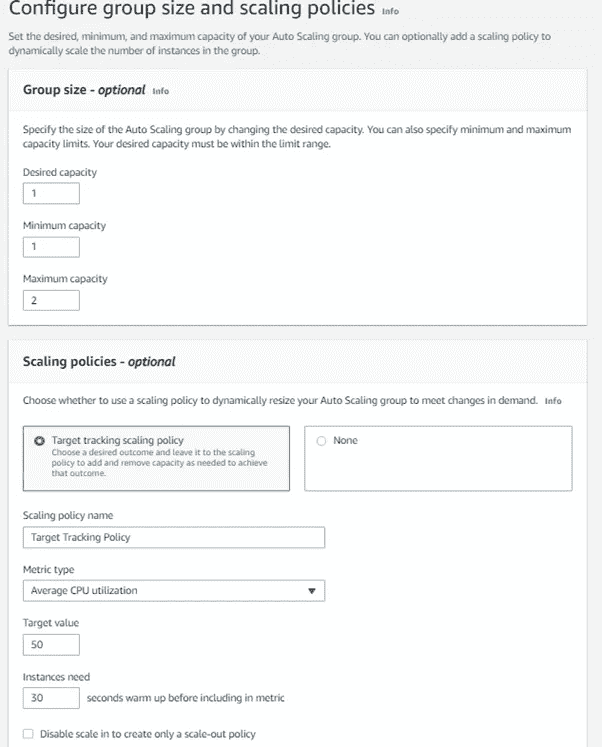 Configure group size and scaling policies Info
Set the desired, minimum, and maximum capacity of your Auto Scaling group. You can optionally add a scaling policy to
dynamically scale the number of instances in the group.
Group size - optional Info
Specify the size of the Auto Scaling group by changing the desired capacity. You can also specify minimum and maximum
capacity limits. Your desired capacity must be within the limit range.
Desired capacity
1
Minimum capacity
1
Maximum capacity
2
Scaling policies - optional
Choose whether to use a scaling policy to dynamically resize your Auto Scaling group to meet changes in demand. Info
Target tracking scaling policy
Choose a desired outcome and leave it to the scaling
policy to add and remove capacity as needed to achieve
that outcome.
None
Scaling policy name
Target Tracking Policy
Metric type
Average CPU utilization
Target value
50
Instances need
30 seconds warm up before including in metric
Disable scale in to create only a scale-out policy